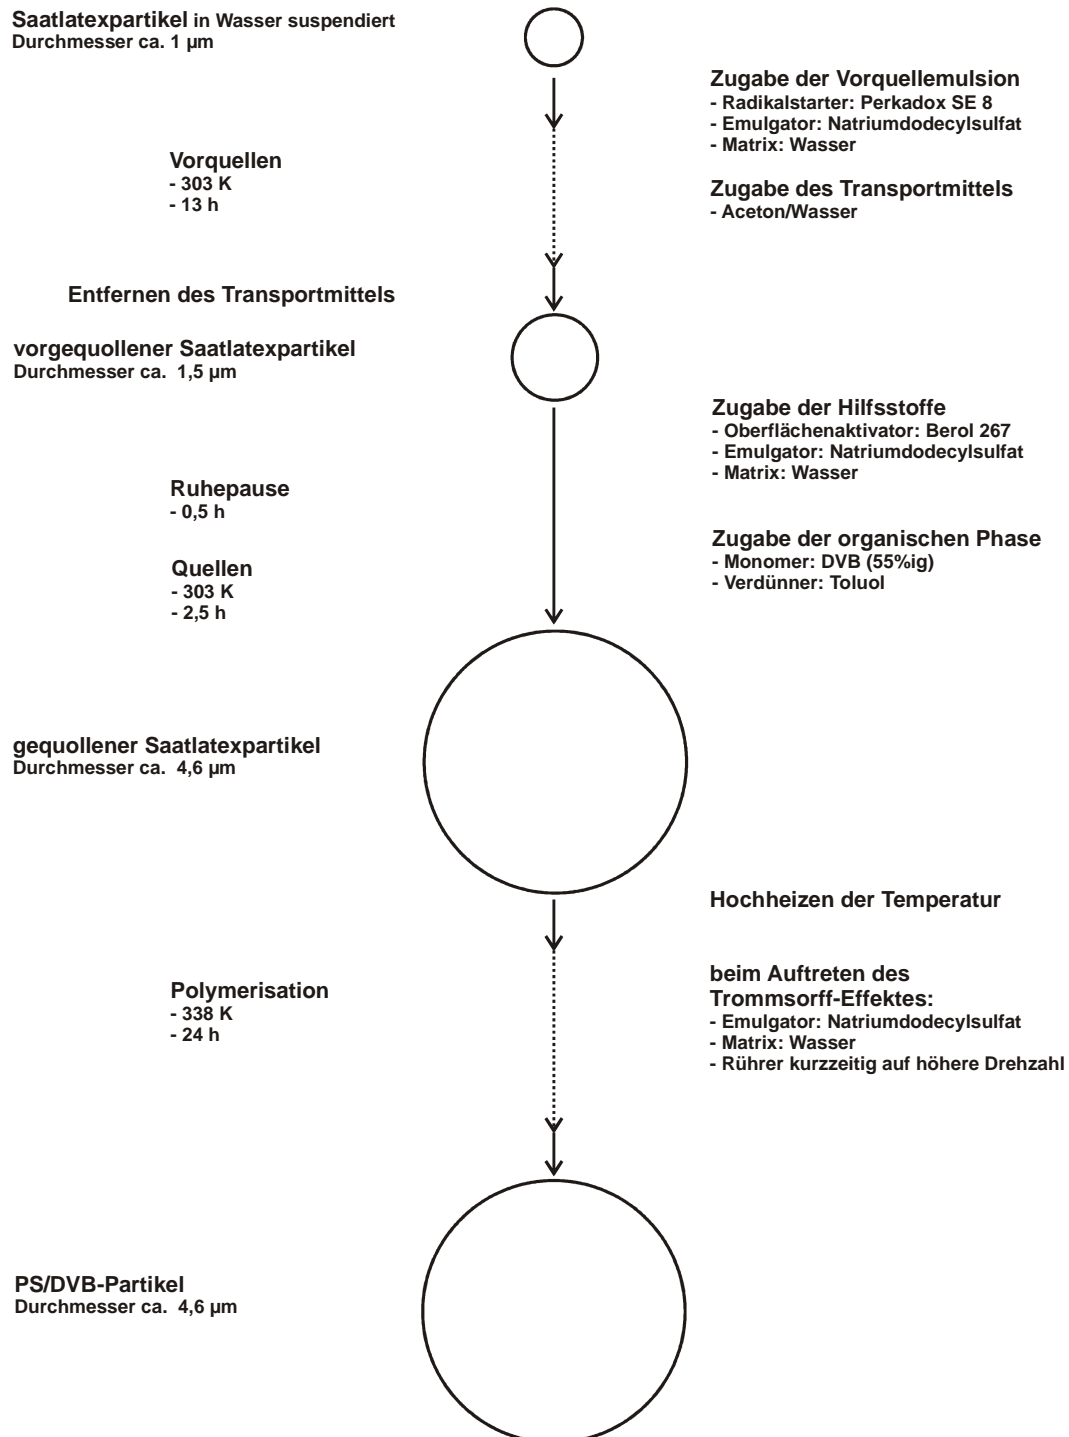 Saatlatexpartikel in Wasser suspendiert
Durchmesser ca. 1 µm
Zugabe der Vorquellemulsion
- Radikalstarter: Perkadox SE 8
- Emulgator: Natriumdodecylsulfat
- Matrix: Wasser
Vorquellen
- 303 K
- 13 h
Zugabe des Transportmittels
- Aceton/Wasser
Entfernen des Transportmittels
vorgequollener Saatlatexpartikel
Durchmesser ca. 1,5 µm
Zugabe der Hilfsstoffe
- Oberflächenaktivator: Berol 267
- Emulgator: Natriumdodecylsulfat
- Matrix: Wasser
Ruhepause
- 0,5 h
Zugabe der organischen Phase
- Monomer: DVB (55%ig)
- Verdünner: Toluol
Quellen
- 303 K
- 2,5 h
gequollener Saatlatexpartikel
Durchmesser ca. 4,6 µm
Hochheizen der Temperatur
Polymerisation
- 338 K
- 24 h
beim Auftreten des
Trommsorff-Effektes:
- Emulgator: Natriumdodecylsulfat
- Matrix: Wasser
- Rührer kurzzeitig auf höhere Drehzahl
PS/DVB-Partikel
Durchmesser ca. 4,6 µm